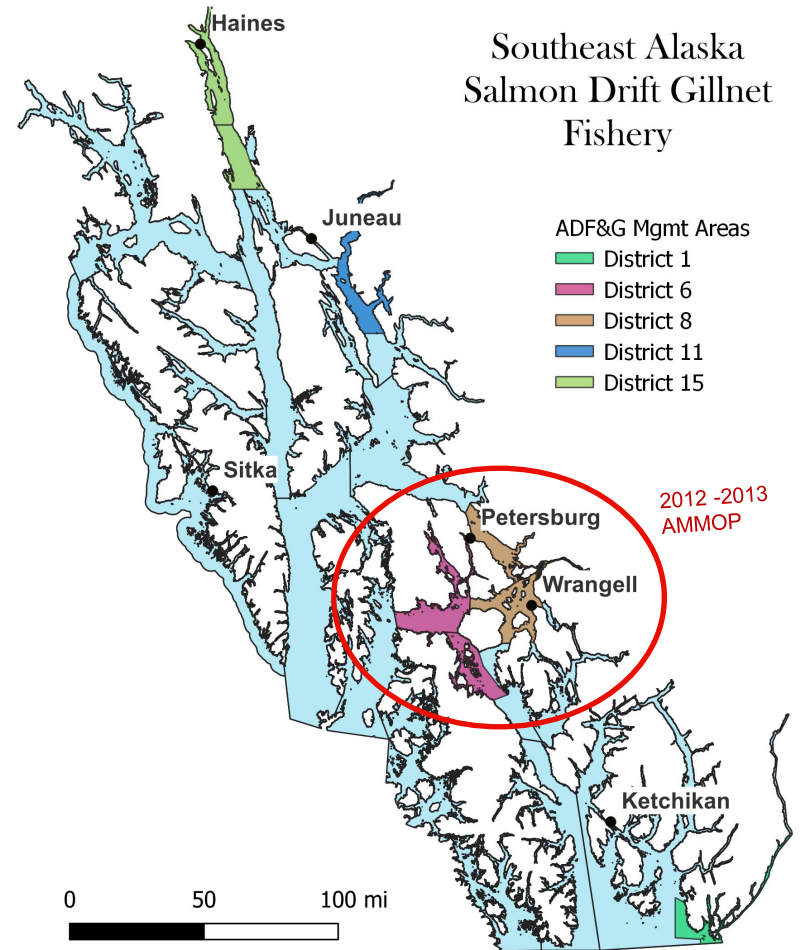 Haines
Southeast Alaska
Salmon Drift Gillnet
Fishery
Juneau
ADF&G Mgmt Areas
District 1
District 6
District 8
District 11
District 15
Sitka
2012 -2013
AMMOP
Petersburg
Wrangell
Ketchikan
0 50 100 mi